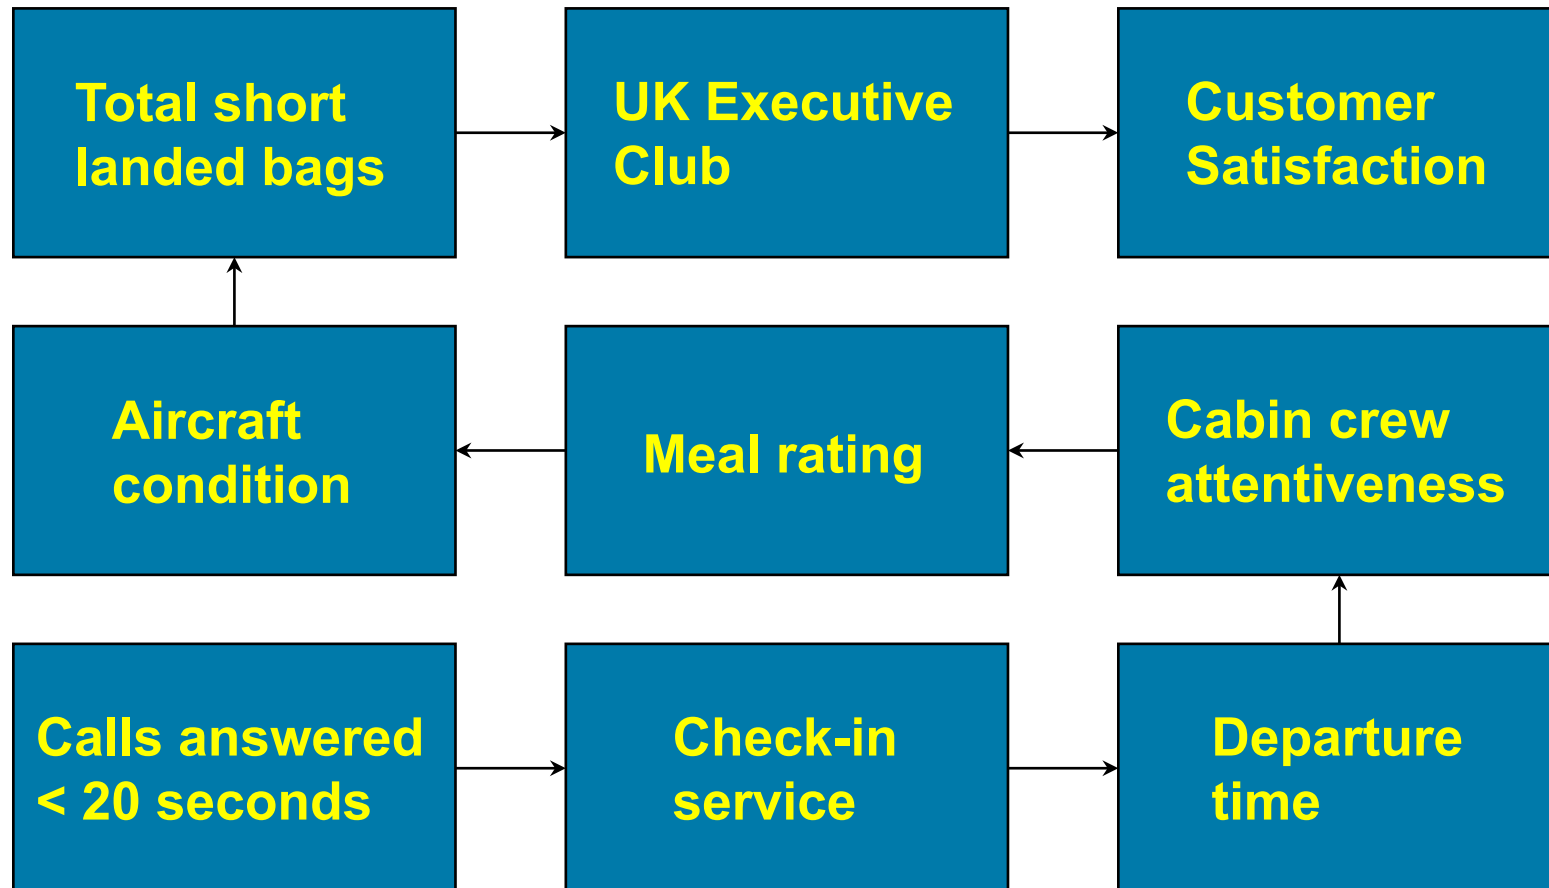 Total short
landed bags
UK Executive
Club
Customer
Satisfaction
Aircraft
condition
Meal rating
Cabin crew
attentiveness
Calls answered
< 20 seconds
Check-in
service
Departure
time